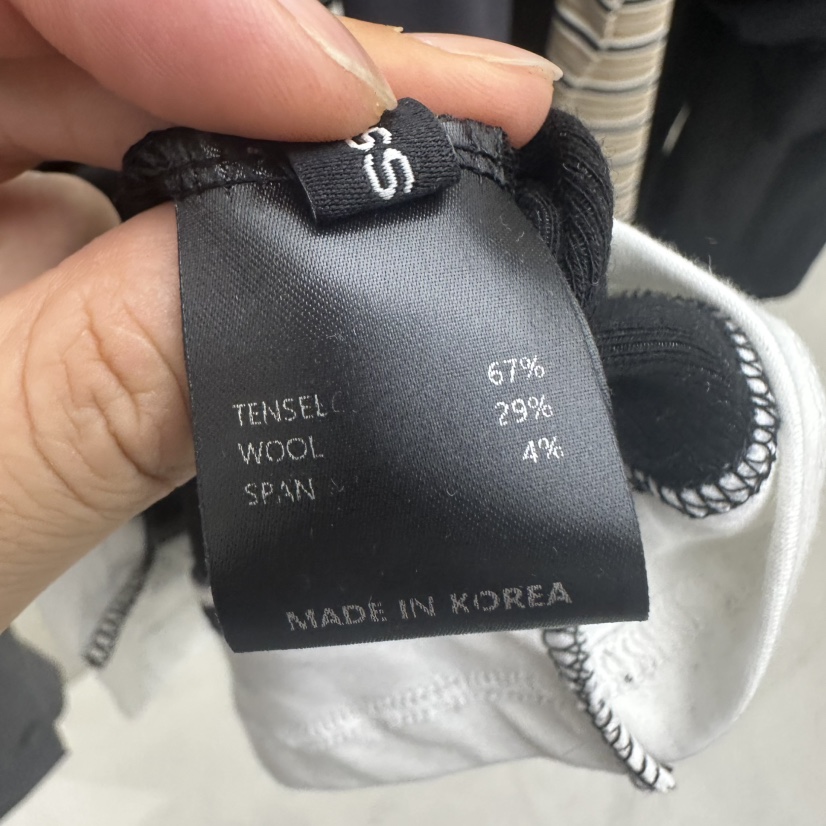 TENSEL 67%
WOOL 29%
SPAN 4%
MADE IN KOREA